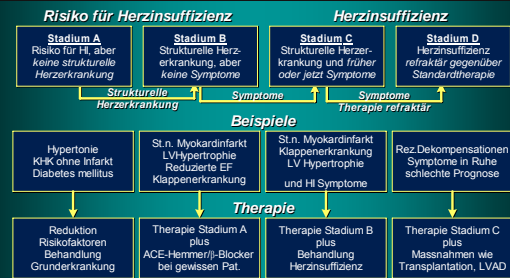 Risiko für Herzinsuffizienz
Herzinsuffizienz
Stadium A
Risiko für HI, aber
keine strukturelle
Herzerkrankung
Stadium B
Strukturelle Herz-
erkrankung, aber
keine Symptome
Stadium C
Strukturelle Herzer-
krankung und früher
oder jetzt Symptome
Stadium D
Herzinsuffizienz
refraktär gegenüber
Standardtherapie
Strukturelle
Herzerkrankung
Symptome
Symptome
Therapie refraktär
Beispiele
Hypertonie
KHK ohne Infarkt
Diabetes mellitus
St.n. Myokardinfarkt
LVHypertrophie
Reduzierte EF
Klappenerkrankung
St.n. Myokardinfarkt
Klappenerkrankung
LV Hypertrophie
und HI Symptome
Rez.Dekompensationen
Symptome in Ruhe
schlechte Prognose
Therapie
Reduktion
Risikofaktoren
Behandlung
Grunderkrankung
Therapie Stadium A
plus
ACE-Hemmer/β-Blocker
bei gewissen Pat.
Therapie Stadium B
plus
Behandlung
Herzinsuffizienz
Therapie Stadium C
plus
Massnahmen wie
Transplantation, LVAD